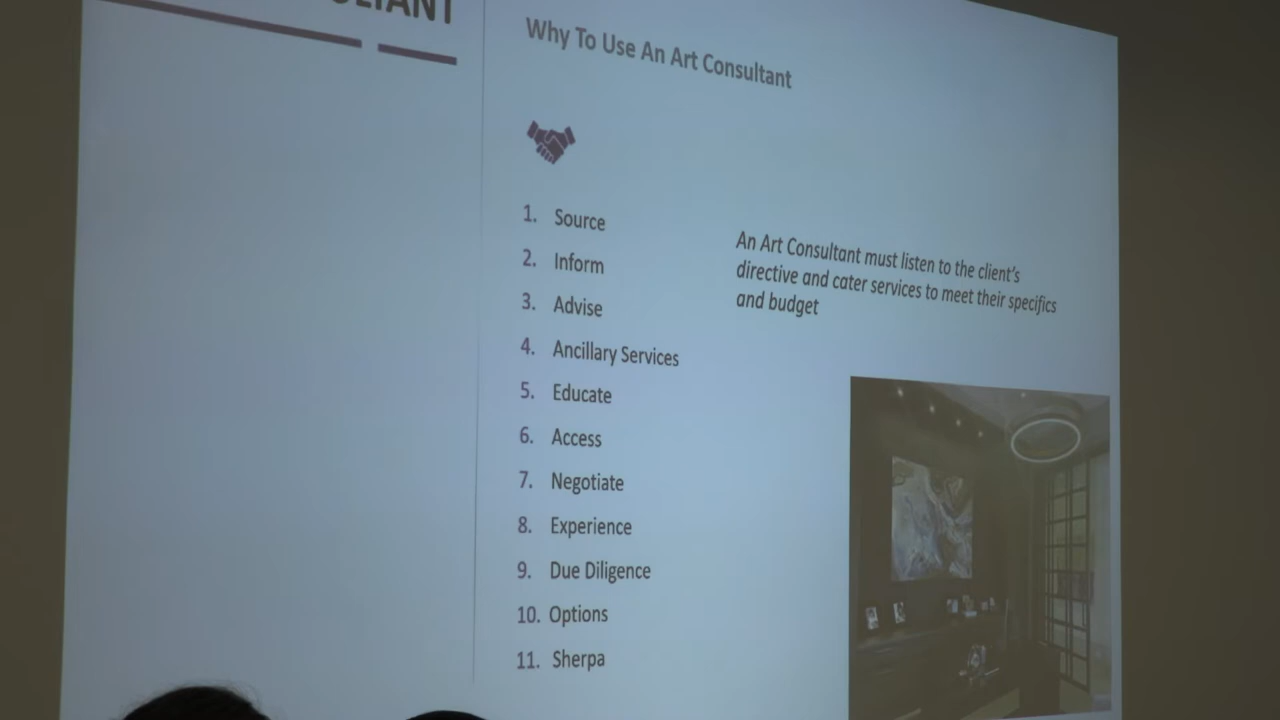 Why To Use An Art Consultant
1. Source
2. Inform
3. Advise
4. Ancillary Services
5. Educate
6. Access
7. Negotiate
8. Experience
9. Due Diligence
10. Options
11. Sherpa
An Art Consultant must listen to the client's
directive and cater services to meet their specifics
and budget